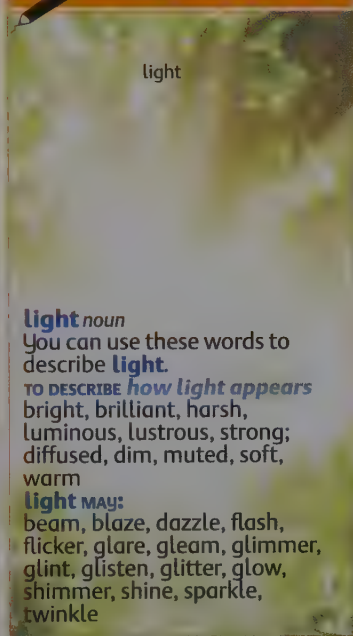 light
light noun
You can use these words to
describe light.
TO DESCRIBE how light appears
bright, brilliant, harsh,
luminous, lustrous, strong;
diffused, dim, muted, soft,
warm
light MAY:
beam, blaze, dazzle, flash,
flicker, glare, gleam, glimmer,
glint, glisten, glitter, glow,
shimmer, shine, sparkle,
twinkle